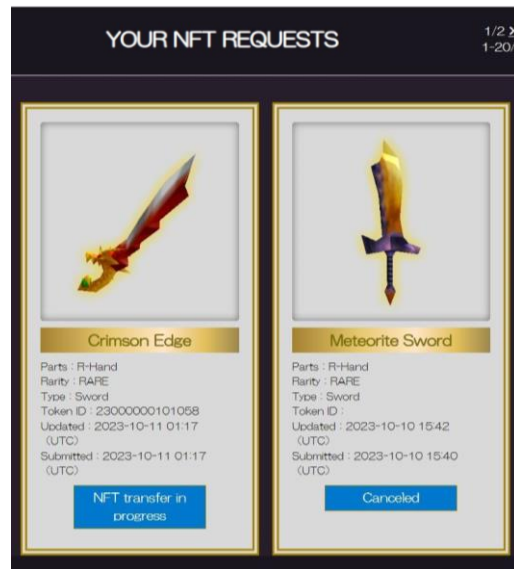 YOUR NFT REQUESTS
1/2
1-20/
Crimson Edge
Parts : R-Hand
Rarity : RARE
Type : Sword
Token ID : 23000000101058
Updated : 2023-10-11 01:17
(UTC)
Submitted : 2023-10-11 01:17
(UTC)
NFT transfer in
progress
Meteorite Sword
Parts : R-Hand
Rarity : RARE
Type : Sword
Token ID :
Updated : 2023-10-10 15:42
(UTC)
Submitted : 2023-10-10 15:40
(UTC)
Canceled